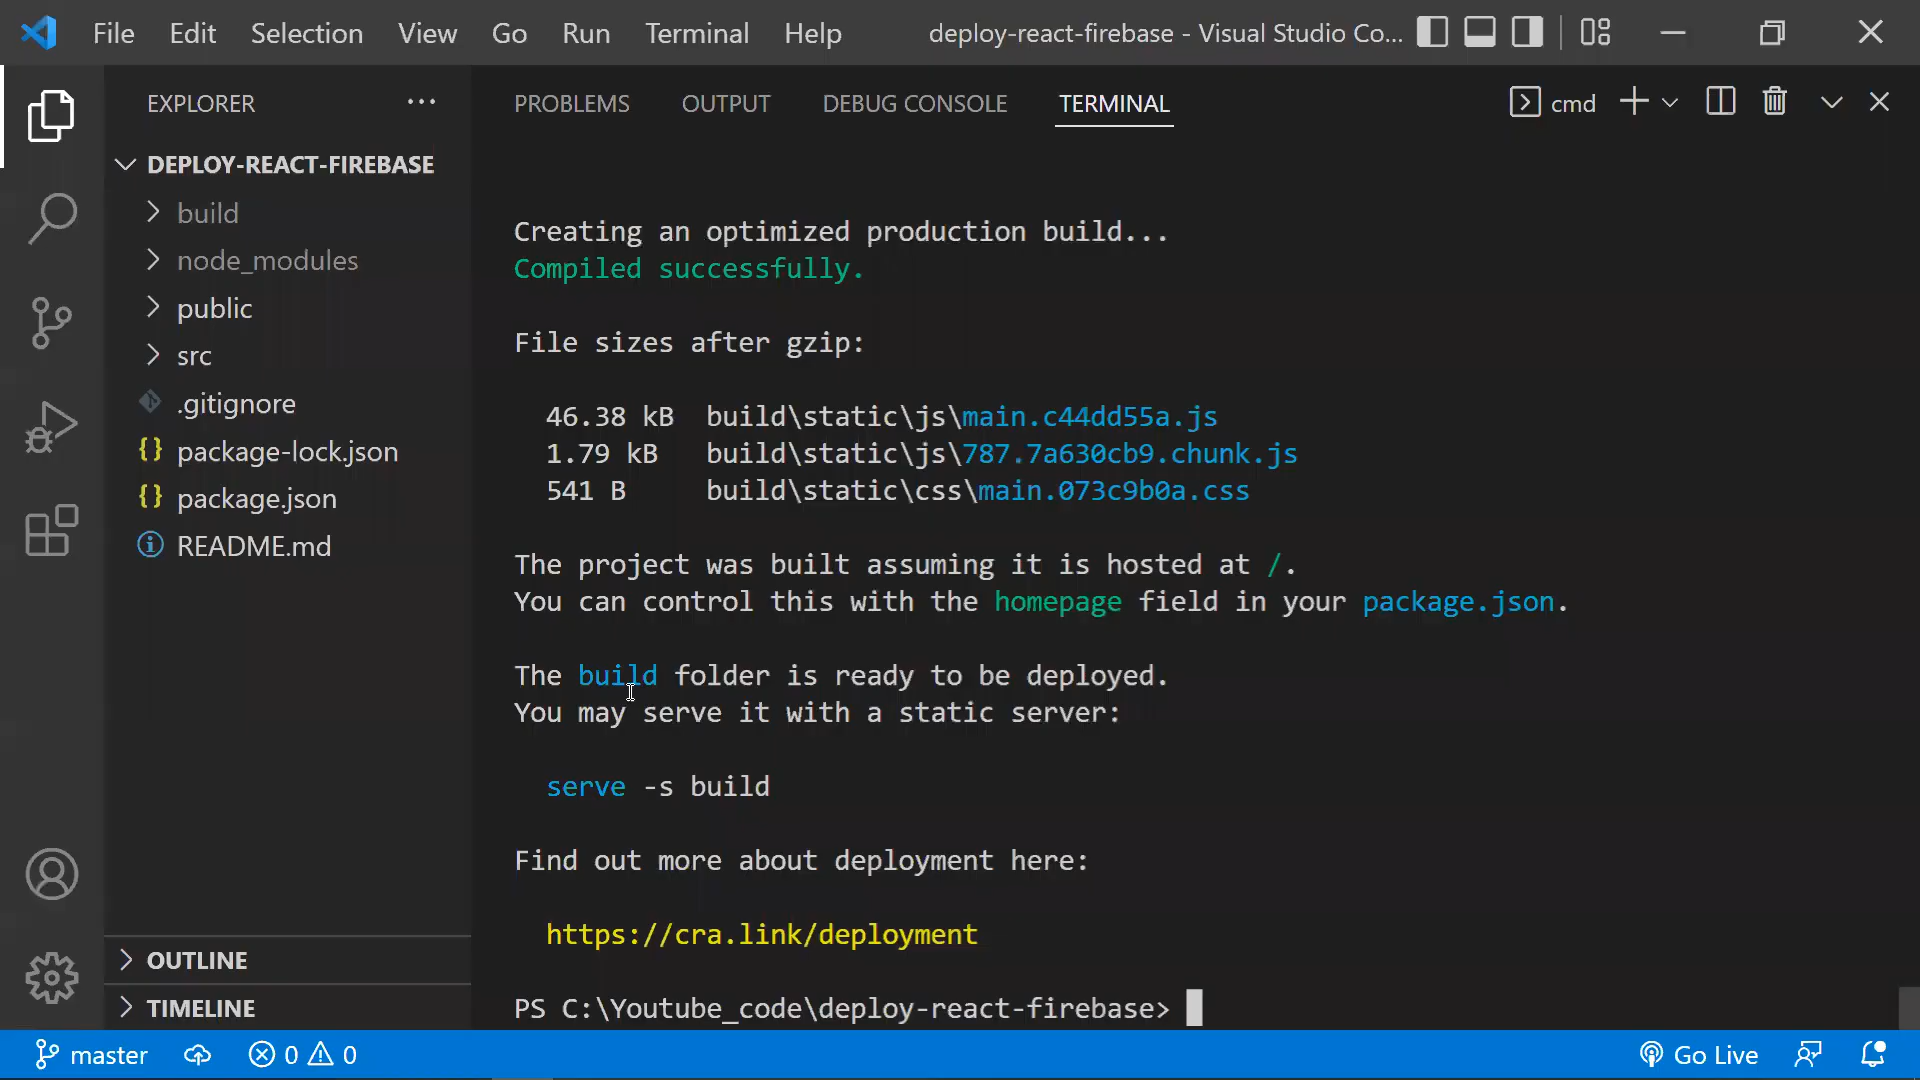 File Edit Selection View Go Run Terminal Help deploy-react-firebase - Visual Studio Co...
EXPLORER
DEPLOY-REACT-FIREBASE
build
node_modules
public
src
.gitignore
package-lock.json
package.json
README.md
OUTLINE
TIMELINE
PROBLEMS OUTPUT DEBUG CONSOLE TERMINAL cmd
Creating an optimized production build...
Compiled successfully.
File sizes after gzip:
46.38 kB build\static\js\main.c44dd55a.js
1.79 kB build\static\js\787.7a630cb9.chunk.js
541 B build\static\css\main.073c9b0a.css
The project was built assuming it is hosted at /.
You can control this with the homepage field in your package.json.
The build folder is ready to be deployed.
You may serve it with a static server:
serve -s build
Find out more about deployment here:
https://cra.link/deployment
PS C:\Youtube_code\deploy-react-firebase>
master 0 0 Go Live